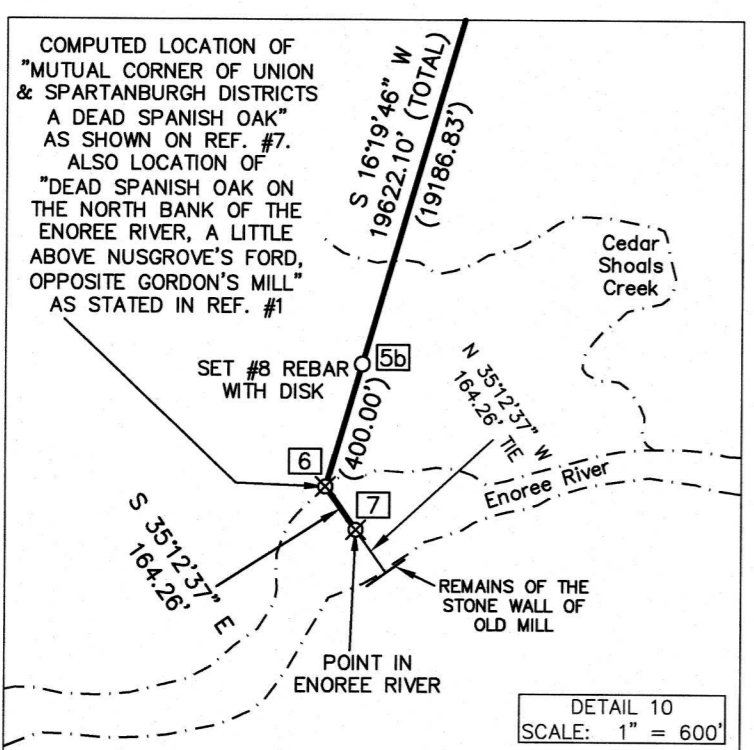 COMPUTED LOCATION OF
"MUTUAL CORNER OF UNION
& SPARTANBURGH DISTRICTS
A DEAD SPANISH OAK"
AS SHOWN ON REF. #7.
ALSO LOCATION OF
"DEAD SPANISH OAK ON
THE NORTH BANK OF THE
ENOREE RIVER, A LITTLE
ABOVE NUSGROVE'S FORD,
OPPOSITE GORDON'S MILL"
AS STATED IN REF. #1
S 16°19'46" W
19622.10' (TOTAL)
(19186.83')
Cedar
Shoals
Creek
SET #8 REBAR
WITH DISK
5b
(400.00')
N 35°12'37" W
164.26' TIE
6
7
Enoree River
S 35°12'37" E
164.26'
REMAINS OF THE
STONE WALL OF
OLD MILL
POINT IN
ENOREE RIVER
DETAIL 10
SCALE: 1" = 600'